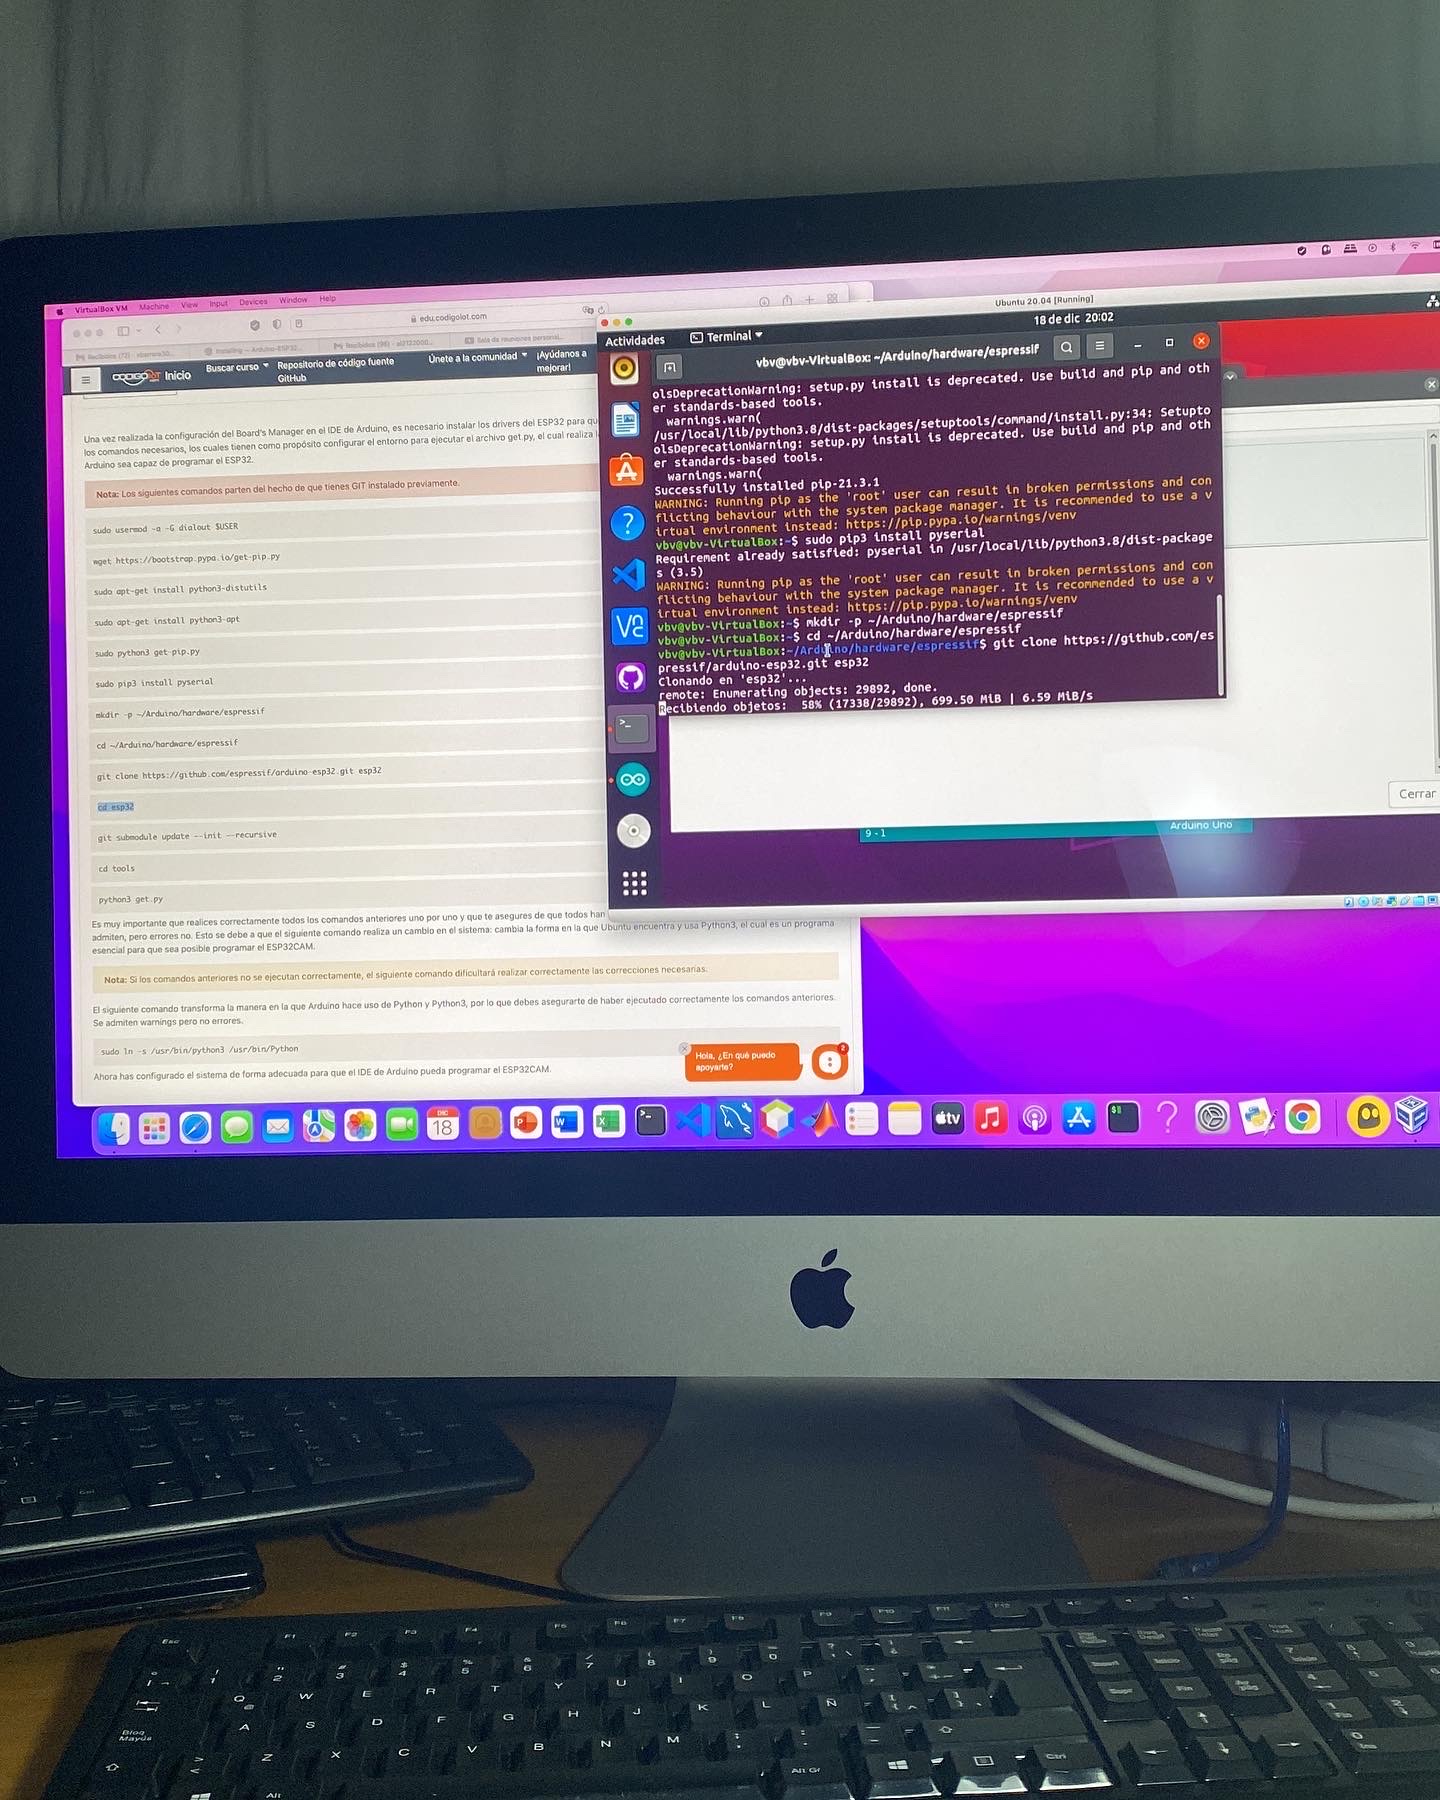 VirtualBox VM Machine View Input Devices Window Help
edu.codigoiot.com
Inicio
Buscar curso
Repositorio de código fuente
GitHub
Únete a la comunidad
¡Ayúdanos a
mejorar!
Una vez realizada la configuración del Board's Manager en el IDE de Arduino, es necesario instalar los drivers del ESP32 para qu
los comandos necesarios, los cuales tienen como propósito configurar el entorno para ejecutar el archivo get.py, el cual realiza
Arduino sea capaz de programar el ESP32.
Nota: Los siguientes comandos parten del hecho de que tienes GIT instalado previamente.
sudo usermod -a -G dialout $USER
wget https://bootstrap.pypa.io/get-pip.py
sudo apt-get install python3-distutils
sudo apt-get install python3-apt
sudo python3 get-pip.py
sudo pip3 install pyserial
mkdir -p ~/Arduino/hardware/espressif
cd ~/Arduino/hardware/espressif
git clone https://github.com/espressif/arduino-esp32.git esp32
cd esp32
git submodule update --init --recursive
cd tools
python3 get.py
Es muy importante que realices correctamente todos los comandos anteriores uno por uno y que te asegures de que todos han
admiten, pero errores no. Esto se debe a que el siguiente comando realiza un cambio en el sistema: cambia la forma en la que Ubuntu encuentra y usa Python3, el cual es un programa
esencial para que sea posible programar el ESP32CAM.
Nota: Si los comandos anteriores no se ejecutan correctamente, el siguiente comando dificultará realizar correctamente las correcciones necesarias.
El siguiente comando transforma la manera en la que Arduino hace uso de Python y Python3, por lo que debes asegurarte de haber ejecutado correctamente los comandos anteriores.
Se admiten warnings pero no errores.
sudo ln -s /usr/bin/python3 /usr/bin/Python
Ahora has configurado el sistema de forma adecuada para que el IDE de Arduino pueda programar el ESP32CAM.
Hola, ¿En qué puedo
apoyarte?
2
Ubuntu 20.04 [Running]
18 de dic 20:02
Actividades
Terminal
vbv@vbv-VirtualBox: ~/Arduino/hardware/espressif
olsDeprecationWarning: setup.py install is deprecated. Use build and pip and oth
er standards-based tools.
warnings.warn(
/usr/local/lib/python3.8/dist-packages/setuptools/command/install.py:34: Setupto
olsDeprecationWarning: setup.py install is deprecated. Use build and pip and oth
er standards-based tools.
warnings.warn(
Successfully installed pip-21.3.1
WARNING: Running pip as the 'root' user can result in broken permissions and con
flicting behaviour with the system package manager. It is recommended to use a v
irtual environment instead: https://pip.pypa.io/warnings/venv
vbv@vbv-VirtualBox:~$ sudo pip3 install pyserial
Requirement already satisfied: pyserial in /usr/local/lib/python3.8/dist-package
s (3.5)
WARNING: Running pip as the 'root' user can result in broken permissions and con
flicting behaviour with the system package manager. It is recommended to use a v
irtual environment instead: https://pip.pypa.io/warnings/venv
vbv@vbv-VirtualBox:~$ mkdir -p ~/Arduino/hardware/espressif
vbv@vbv-VirtualBox:~$ cd ~/Arduino/hardware/espressif
vbv@vbv-VirtualBox:~/Arduino/hardware/espressif$ git clone https://github.com/es
pressif/arduino-esp32.git esp32
Clonando en 'esp32'...
remote: Enumerating objects: 29892, done.
Recibiendo objetos: 58% (17338/29892), 699.50 MiB | 6.59 MiB/s
Cerrar
9 - 1
Arduino Uno
DIC
18
tv
Esc F1 F2 F3 F4 F5 F6 F7 F8 F9 F10 F11 F12
Q W E R T Y U I O P
Bloq
Mayús
A S D F G H J K L Ñ
Z X C V B N M
Alt
Alt Gr
Ctrl